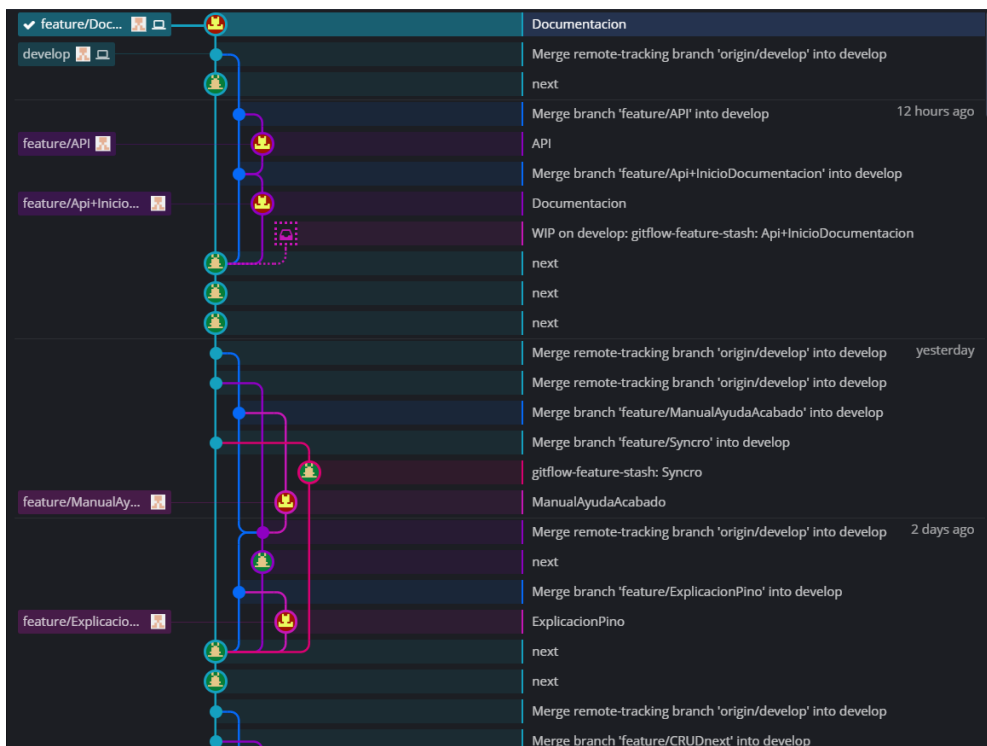 feature/Doc... Documentacion
develop Merge remote-tracking branch 'origin/develop' into develop
next
Merge branch 'feature/API' into develop 12 hours ago
feature/API API
Merge branch 'feature/Api+InicioDocumentacion' into develop
feature/Api+Inicio... Documentacion
WIP on develop: gitflow-feature-stash: Api+InicioDocumentacion
next
next
next
Merge remote-tracking branch 'origin/develop' into develop yesterday
Merge remote-tracking branch 'origin/develop' into develop
Merge branch 'feature/ManualAyudaAcabado' into develop
Merge branch 'feature/Syncro' into develop
gitflow-feature-stash: Syncro
feature/ManualAy... ManualAyudaAcabado
Merge remote-tracking branch 'origin/develop' into develop 2 days ago
next
Merge branch 'feature/ExplicacionPino' into develop
feature/Explicacio... ExplicacionPino
next
next
Merge remote-tracking branch 'origin/develop' into develop
Merge branch 'feature/CRUDnext' into develop